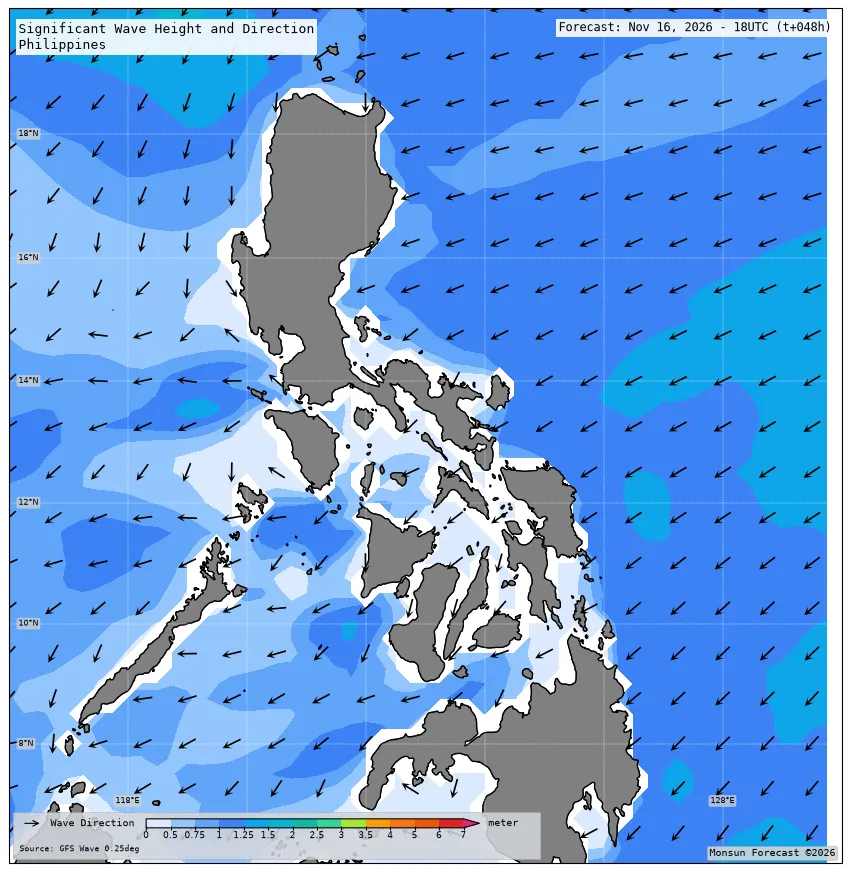 Significant Wave Height and Direction
Philippines
Forecast: Nov 16, 2026 - 18UTC (t+048h)
18°N
16°N
14°N
12°N
10°N
8°N
118°E
128°E
Wave Direction
0 0.5 0.75 1 1.25 1.5 2 2.5 3 3.5 4 5 6 7
meter
Source: GFS Wave 0.25deg
Monsun Forecast ©2026